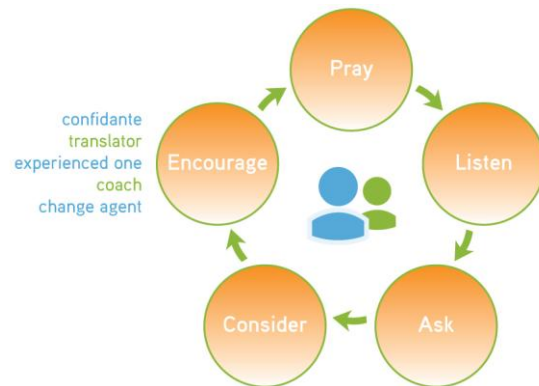 Pray
Listen
Ask
Consider
Encourage
confidante
translator
experienced one
coach
change agent